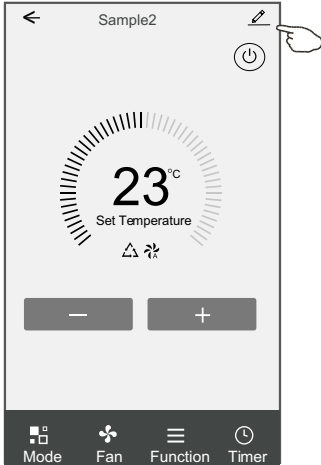 Sample2
23°C
Set Temperature
A
Mode Fan Function Timer